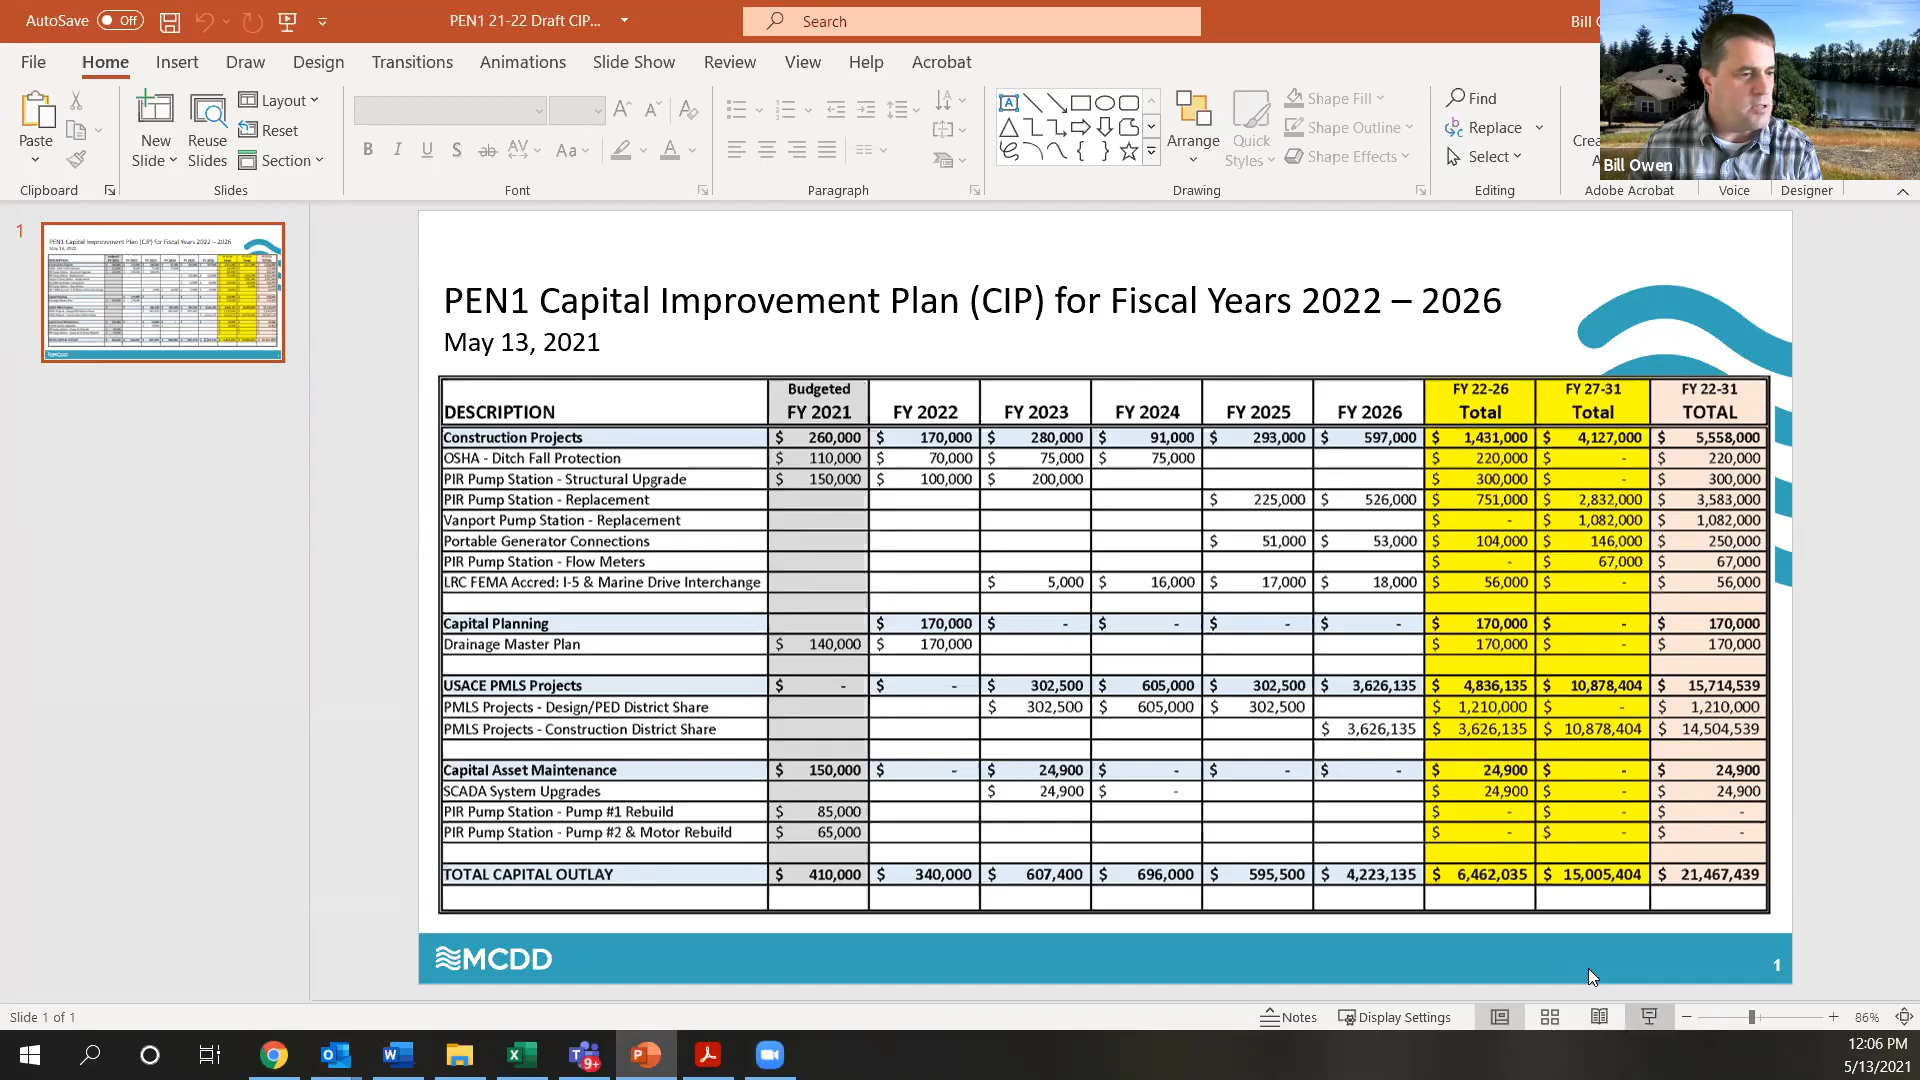 AutoSave Off PEN1 21-22 Draft CIP... Search Bill
File Home Insert Draw Design Transitions Animations Slide Show Review View Help Acrobat
Paste New Slide Reuse Slides Layout Reset Section
B I U S ab AV Aa A
Arrange Quick Styles Shape Fill Shape Outline Shape Effects
Find Replace Select
Bill Owen
Clipboard Slides Font Paragraph Drawing Editing Adobe Acrobat Voice Designer
1
PEN1 Capital Improvement Plan (CIP) for Fiscal Years 2022 – 2026
May 13, 2021
DESCRIPTION Budgeted FY 2021 FY 2022 FY 2023 FY 2024 FY 2025 FY 2026 FY 22-26 Total FY 27-31 Total FY 22-31 TOTAL
Construction Projects $ 260,000 $ 170,000 $ 280,000 $ 91,000 $ 293,000 $ 597,000 $ 1,431,000 $ 4,127,000 $ 5,558,000
OSHA - Ditch Fall Protection $ 110,000 $ 70,000 $ 75,000 $ 75,000 $ 220,000 $ - $ 220,000
PIR Pump Station - Structural Upgrade $ 150,000 $ 100,000 $ 200,000 $ 300,000 $ - $ 300,000
PIR Pump Station - Replacement $ 225,000 $ 526,000 $ 751,000 $ 2,832,000 $ 3,583,000
Vanport Pump Station - Replacement $ - $ 1,082,000 $ 1,082,000
Portable Generator Connections $ 51,000 $ 53,000 $ 104,000 $ 146,000 $ 250,000
PIR Pump Station - Flow Meters $ - $ 67,000 $ 67,000
LRC FEMA Accred: I-5 & Marine Drive Interchange $ 5,000 $ 16,000 $ 17,000 $ 18,000 $ 56,000 $ - $ 56,000
Capital Planning $ 170,000 $ - $ - $ - $ - $ 170,000 $ - $ 170,000
Drainage Master Plan $ 140,000 $ 170,000 $ 170,000 $ - $ 170,000
USACE PMLS Projects $ - $ - $ 302,500 $ 605,000 $ 302,500 $ 3,626,135 $ 4,836,135 $ 10,878,404 $ 15,714,539
PMLS Projects - Design/PED District Share $ 302,500 $ 605,000 $ 302,500 $ 1,210,000 $ - $ 1,210,000
PMLS Projects - Construction District Share $ 3,626,135 $ 3,626,135 $ 10,878,404 $ 14,504,539
Capital Asset Maintenance $ 150,000 $ - $ 24,900 $ - $ - $ - $ 24,900 $ - $ 24,900
SCADA System Upgrades $ 24,900 $ - $ 24,900 $ - $ 24,900
PIR Pump Station - Pump #1 Rebuild $ 85,000 $ - $ - $ -
PIR Pump Station - Pump #2 & Motor Rebuild $ 65,000 $ - $ - $ -
TOTAL CAPITAL OUTLAY $ 410,000 $ 340,000 $ 607,400 $ 696,000 $ 595,500 $ 4,223,135 $ 6,462,035 $ 15,005,404 $ 21,467,439
MCDD 1
Slide 1 of 1 Notes Display Settings 86%
9+
12:06 PM
5/13/2021